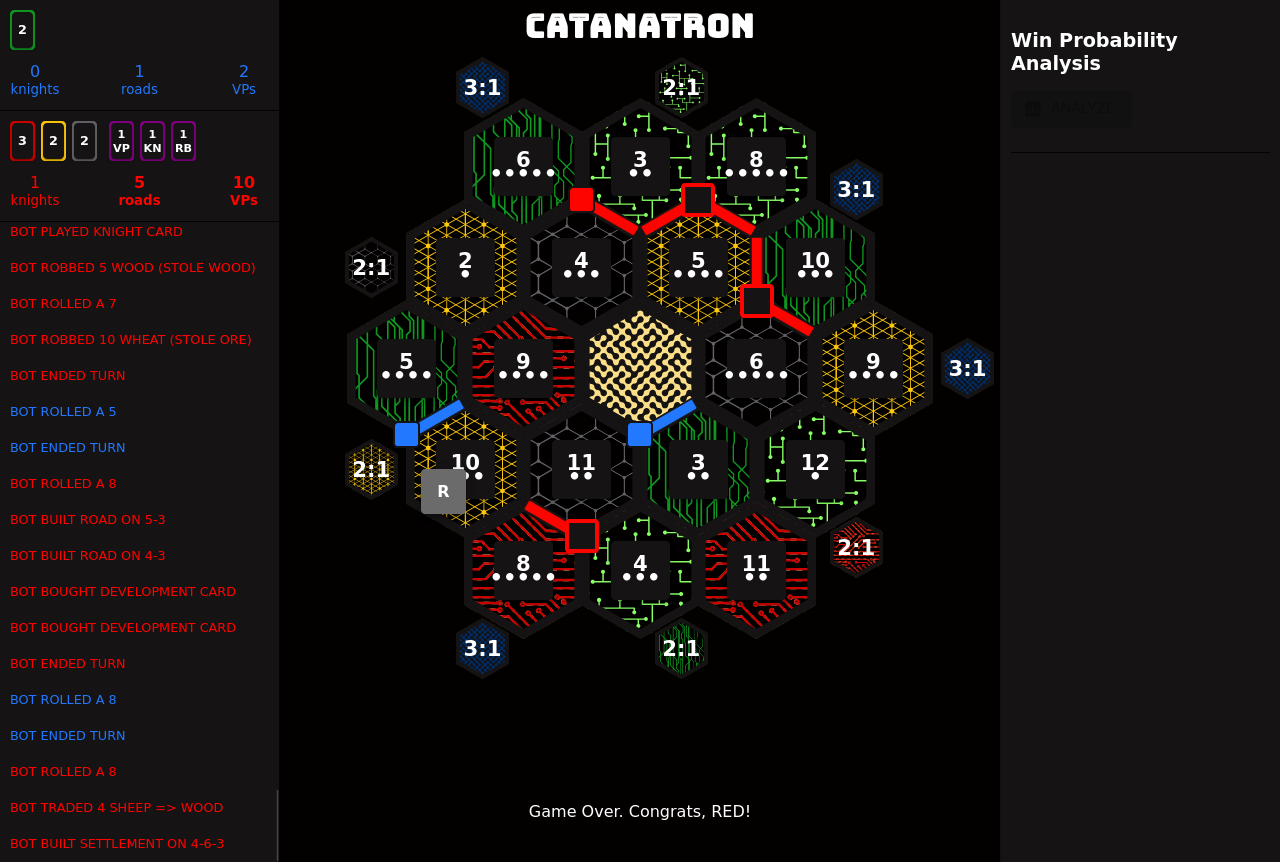 2
0 1 2
knights roads VPs
3 2 2 1 VP 1 KN 1 RB
1 5 10
knights roads VPs
BOT PLAYED KNIGHT CARD
BOT ROBBED 5 WOOD (STOLE WOOD)
BOT ROLLED A 7
BOT ROBBED 10 WHEAT (STOLE ORE)
BOT ENDED TURN
BOT ROLLED A 5
BOT ENDED TURN
BOT ROLLED A 8
BOT BUILT ROAD ON 5-3
BOT BUILT ROAD ON 4-3
BOT BOUGHT DEVELOPMENT CARD
BOT BOUGHT DEVELOPMENT CARD
BOT ENDED TURN
BOT ROLLED A 8
BOT ENDED TURN
BOT ROLLED A 8
BOT TRADED 4 SHEEP => WOOD
BOT BUILT SETTLEMENT ON 4-6-3
CATANATRON
3:1 2:1
6 3 8
3:1
2:1 2 4 5 10
5 9 6 9 3:1
2:1 10 11 3 12
R
8 4 11 2:1
3:1 2:1
Game Over. Congrats, RED!
Win Probability
Analysis
ANALYZE